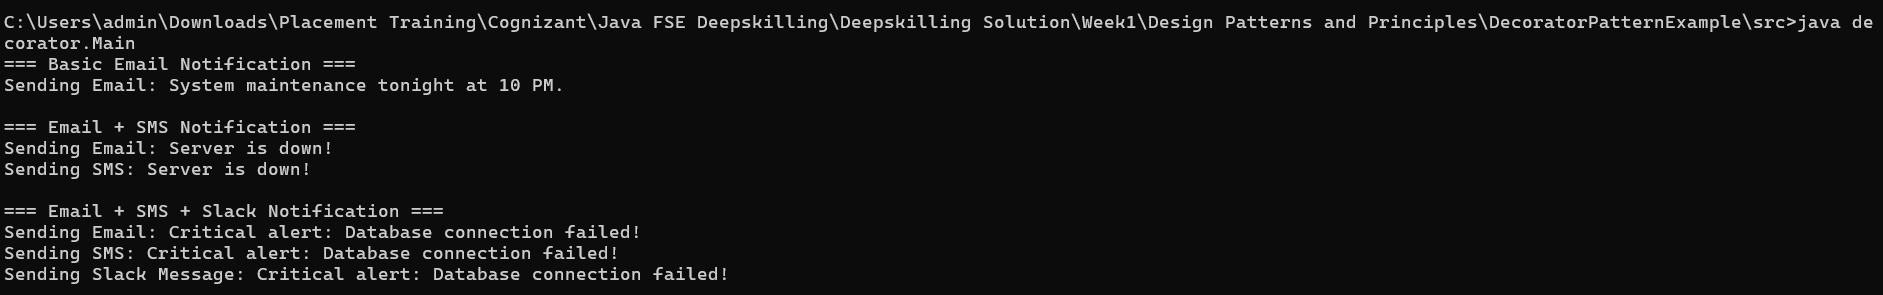 C:\Users\admin\Downloads\Placement Training\Cognizant\Java FSE Deepskilling\Deepskilling Solution\Week1\Design Patterns and Principles\DecoratorPatternExample\src>java de
corator.Main
=== Basic Email Notification ===
Sending Email: System maintenance tonight at 10 PM.

=== Email + SMS Notification ===
Sending Email: Server is down!
Sending SMS: Server is down!

=== Email + SMS + Slack Notification ===
Sending Email: Critical alert: Database connection failed!
Sending SMS: Critical alert: Database connection failed!
Sending Slack Message: Critical alert: Database connection failed!